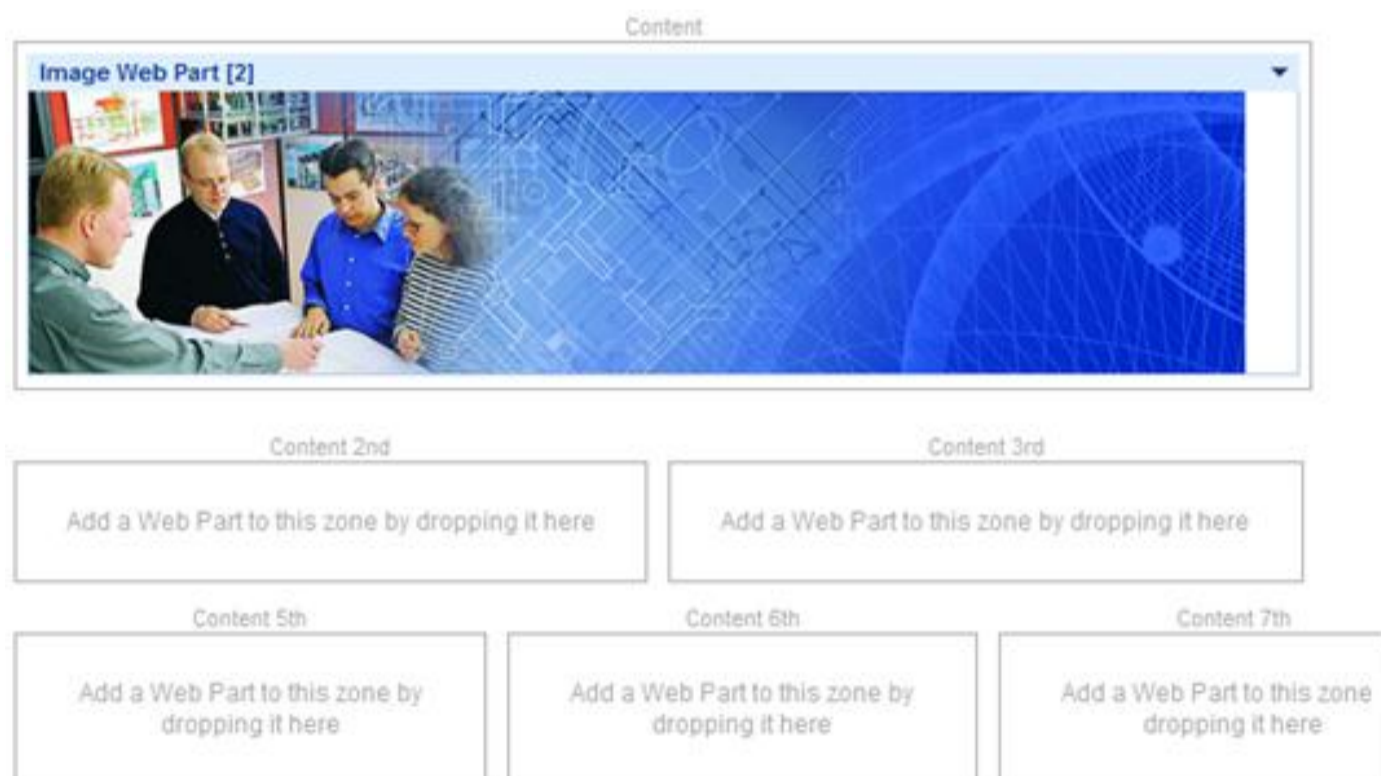 Content
Image Web Part [2]
Content 2nd
Content 3rd
Add a Web Part to this zone by dropping it here
Add a Web Part to this zone by dropping it here
Content 5th
Content 6th
Content 7th
Add a Web Part to this zone by
dropping it here
Add a Web Part to this zone by
dropping it here
Add a Web Part to this zone
dropping it here